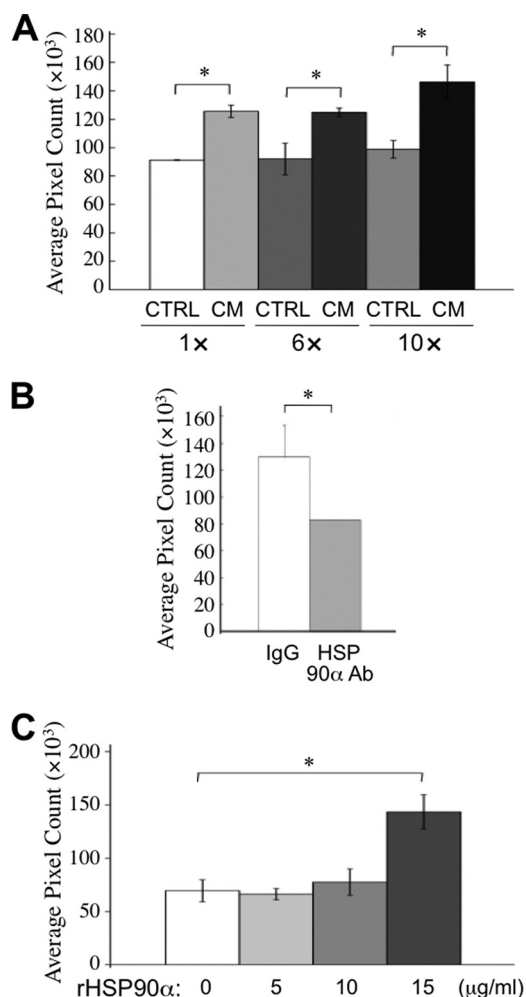 A
Average Pixel Count (×10³)
180
160
140
120
100
80
60
40
20
0
*
*
*
CTRL CM CTRL CM CTRL CM
1× 6× 10×
B
Average Pixel Count (×10³)
160
140
120
100
80
60
40
20
0
*
IgG HSP
90α Ab
C
Average Pixel Count (×10³)
200
150
100
50
0
*
rHSP90α: 0 5 10 15 (µg/ml)